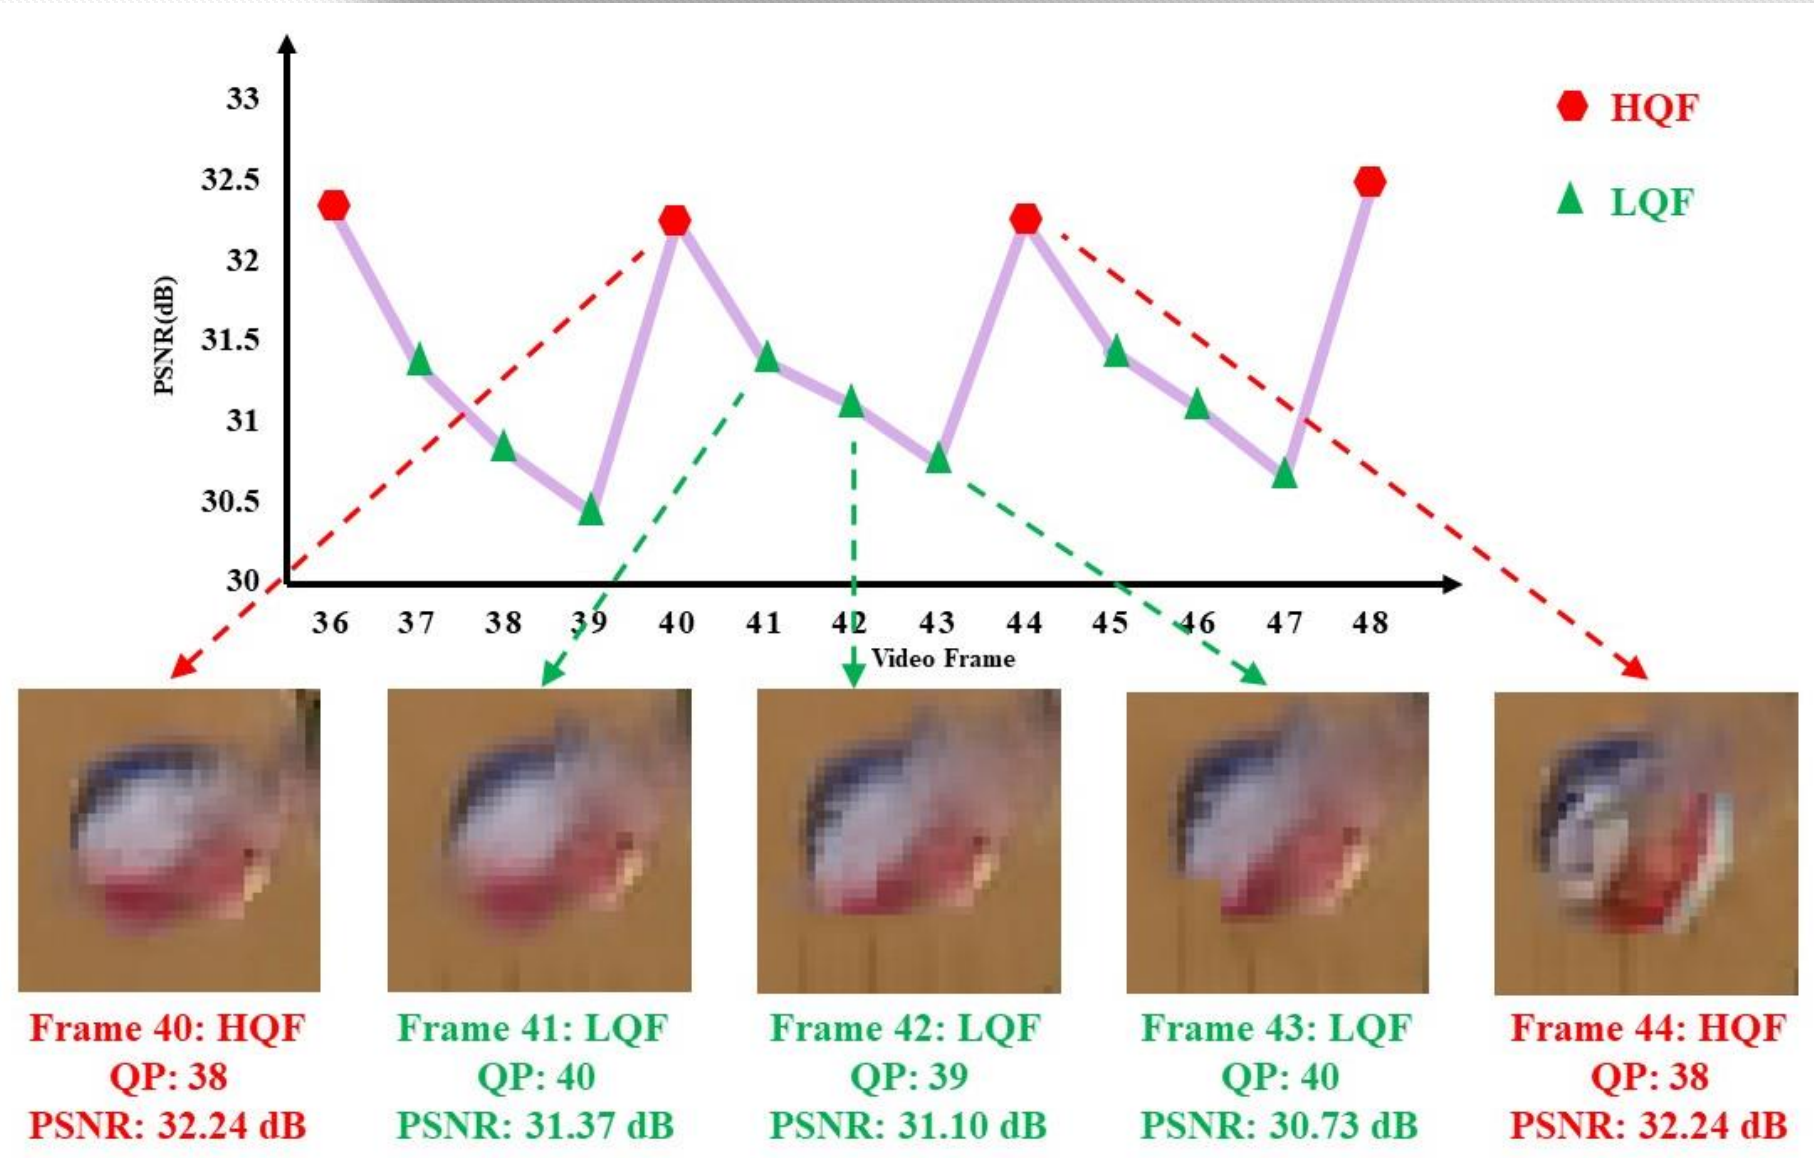 33
32.5
32
31.5
31
30.5
30
PSNR(dB)
HQF
LQF
36 37 38 39 40 41 42 43 44 45 46 47 48
Video Frame
Frame 40: HQF
QP: 38
PSNR: 32.24 dB
Frame 41: LQF
QP: 40
PSNR: 31.37 dB
Frame 42: LQF
QP: 39
PSNR: 31.10 dB
Frame 43: LQF
QP: 40
PSNR: 30.73 dB
Frame 44: HQF
QP: 38
PSNR: 32.24 dB